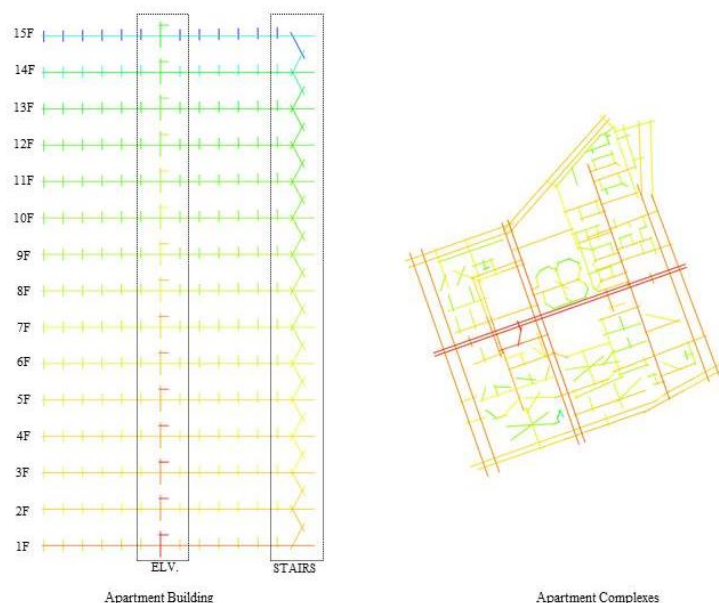 15F
14F
13F
12F
11F
10F
9F
8F
7F
6F
5F
4F
3F
2F
1F
ELV. STAIRS
Apartment Building Apartment Complexes